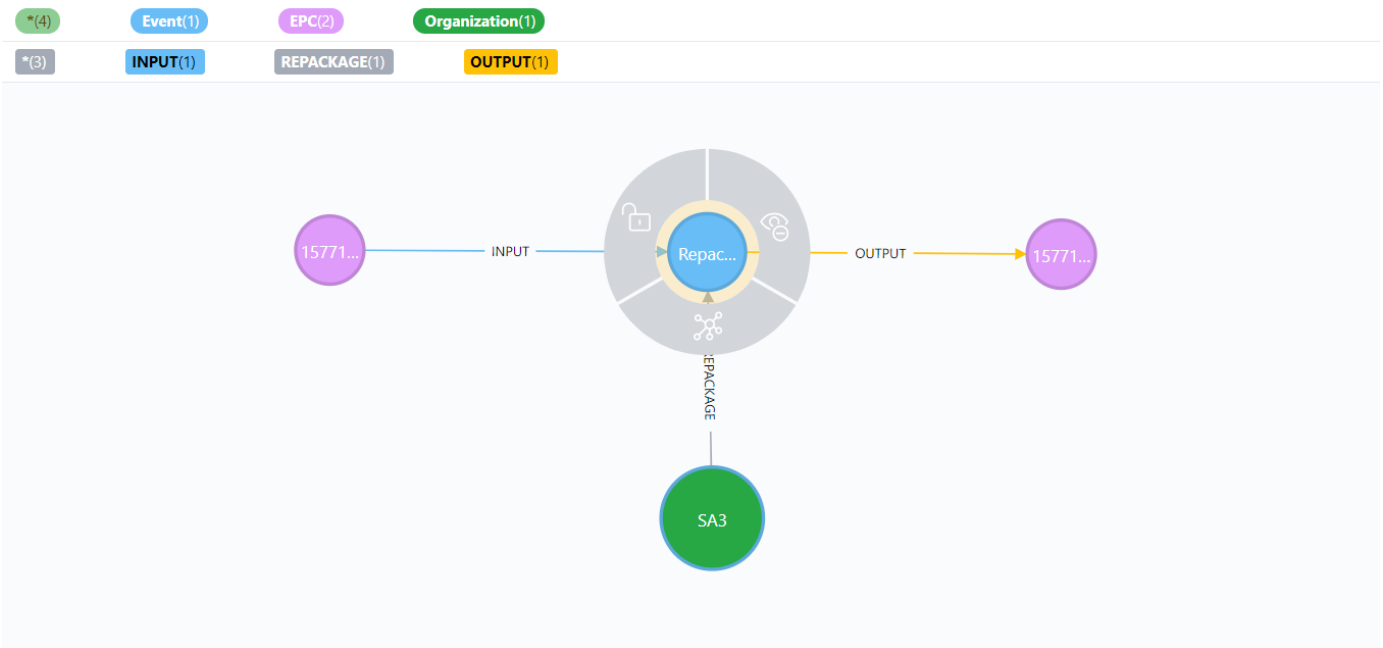 *(4) Event(1) EPC(2) Organization(1)
*(3) INPUT(1) REPACKAGE(1) OUTPUT(1)
15771... INPUT Repac... OUTPUT 15771...
REPACKAGE
SA3